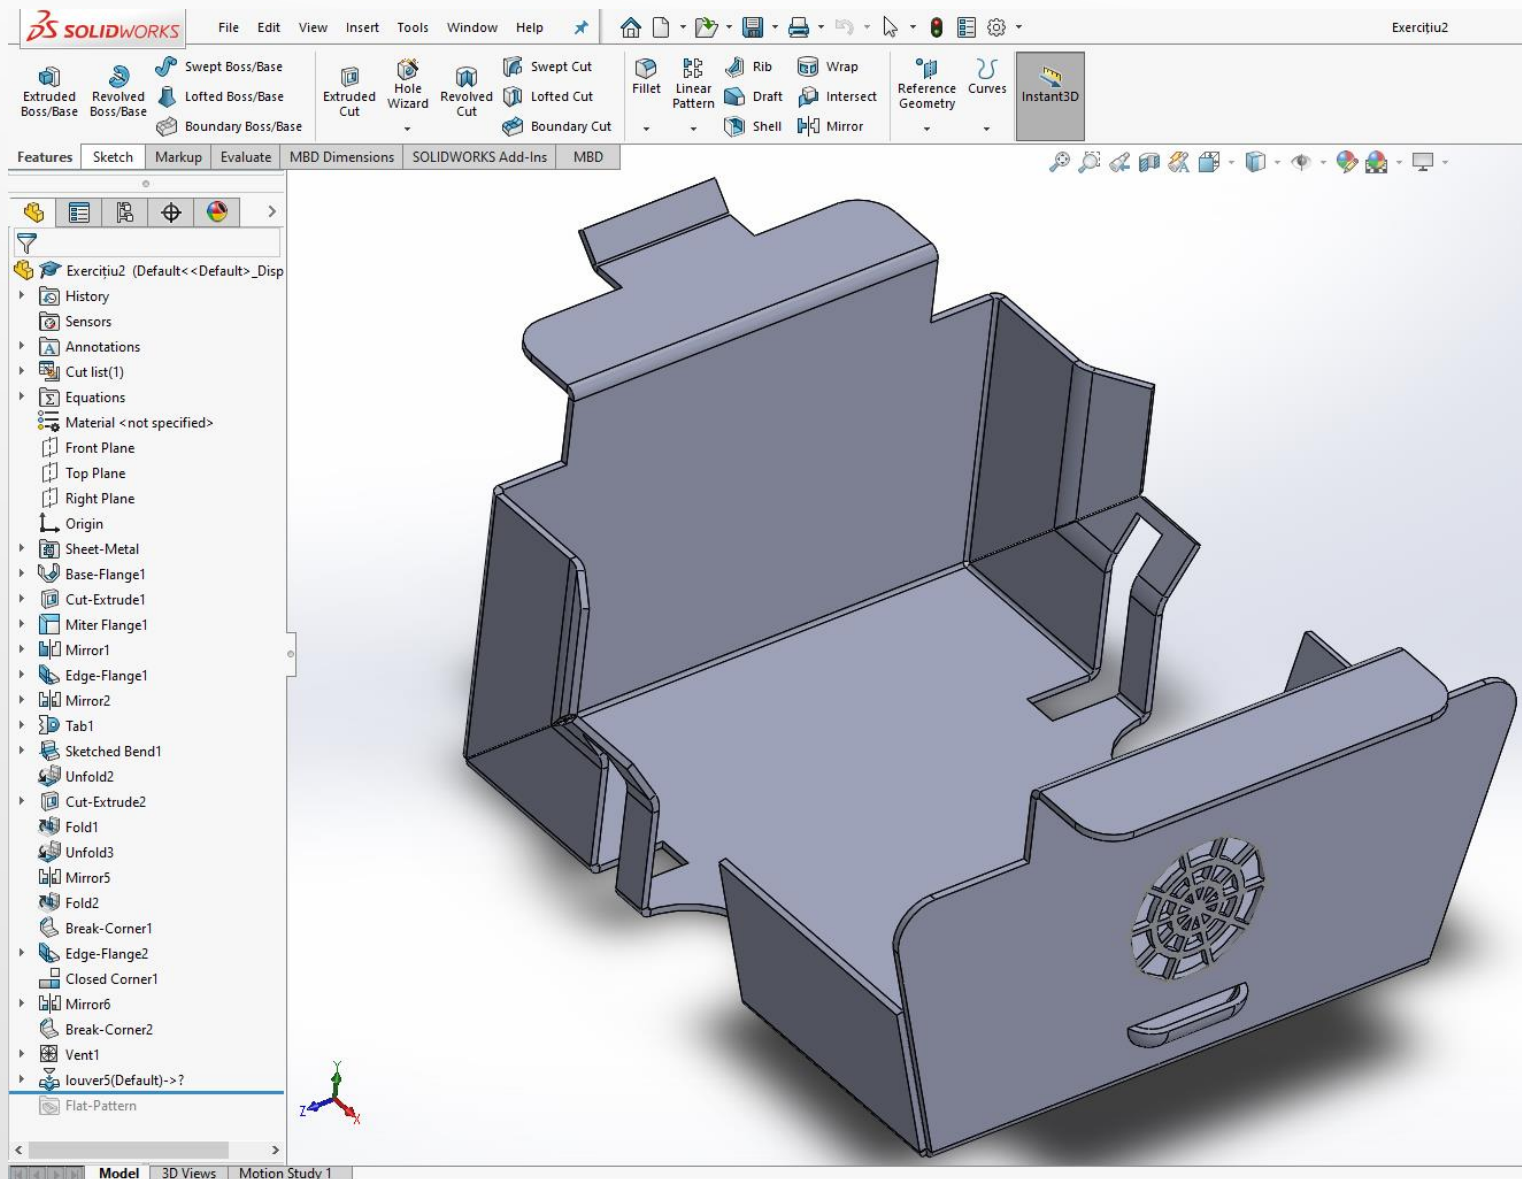 SOLIDWORKS File Edit View Insert Tools Window Help Exercițiu2
Extruded Boss/Base
Revolved Boss/Base
Swept Boss/Base
Lofted Boss/Base
Boundary Boss/Base
Extruded Cut
Hole Wizard
Revolved Cut
Swept Cut
Lofted Cut
Boundary Cut
Fillet
Linear Pattern
Rib
Draft
Shell
Wrap
Intersect
Mirror
Reference Geometry
Curves
Instant3D
Features Sketch Markup Evaluate MBD Dimensions SOLIDWORKS Add-Ins MBD
Exercițiu2 (Default<<Default>_Disp
History
Sensors
Annotations
Cut list(1)
Equations
Material <not specified>
Front Plane
Top Plane
Right Plane
Origin
Sheet-Metal
Base-Flange1
Cut-Extrude1
Miter Flange1
Mirror1
Edge-Flange1
Mirror2
Tab1
Sketched Bend1
Unfold2
Cut-Extrude2
Fold1
Unfold3
Mirror5
Fold2
Break-Corner1
Edge-Flange2
Closed Corner1
Mirror6
Break-Corner2
Vent1
louver5(Default)->?
Flat-Pattern
Y
Z
X
Model 3D Views Motion Study 1